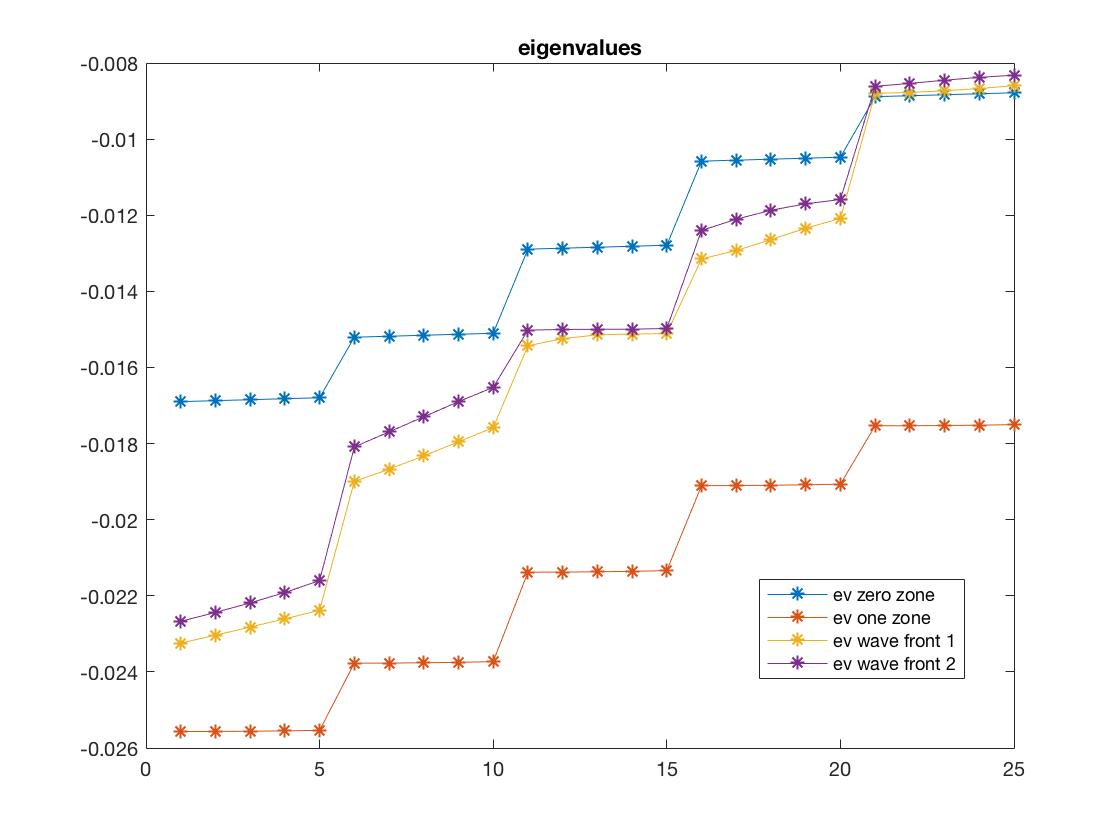 eigenvalues
-0.008
-0.01
-0.012
-0.014
-0.016
-0.018
-0.02
-0.022
-0.024
-0.026
0 5 10 15 20 25
ev zero zone
ev one zone
ev wave front 1
ev wave front 2